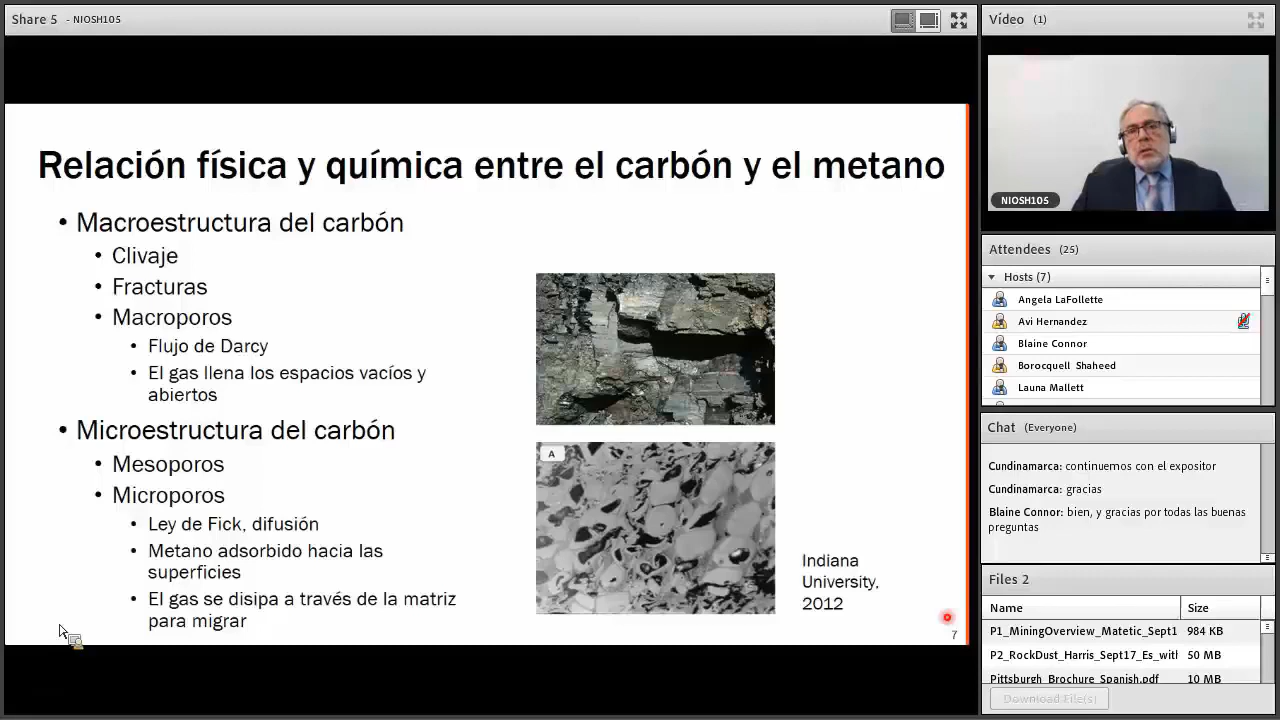 Share 5 - NIOSH105
Relación física y química entre el carbón y el metano
• Macroestructura del carbón
• Clivaje
• Fracturas
• Macroporos
• Flujo de Darcy
• El gas llena los espacios vacíos y
abiertos
• Microestructura del carbón
• Mesoporos
• Microporos
• Ley de Fick, difusión
• Metano adsorbido hacia las
superficies
• El gas se disipa a través de la matriz
para migrar
A
Indiana
University,
2012
7
Vídeo (1)
NIOSH105
Attendees (25)
Hosts (7)
Angela LaFollette
Avi Hernandez
Blaine Connor
Borocquell Shaheed
Launa Mallett
Chat (Everyone)
Cundinamarca: continuemos con el expositor
Cundinamarca: gracias
Blaine Connor: bien, y gracias por todas las buenas
preguntas
Files 2
Name Size
P1_MiningOverview_Matetic_Sept1 984 KB
P2_RockDust_Harris_Sept17_Es_witl 50 MB
Pittsburgh_Brochure_Spanish.pdf 10 MB
Download File(s)